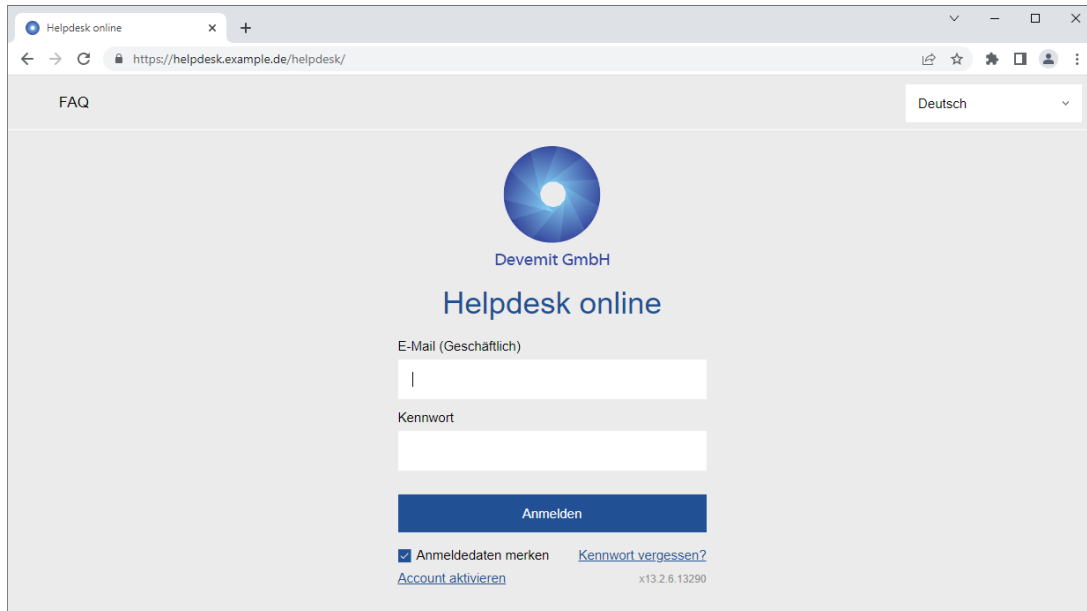 Helpdesk online
https://helpdesk.example.de/helpdesk/
FAQ
Deutsch
Devemit GmbH
Helpdesk online
E-Mail (Geschäftlich)
Kennwort
Anmelden
Anmeldedaten merken Kennwort vergessen?
Account aktivieren x13.2.6.13290